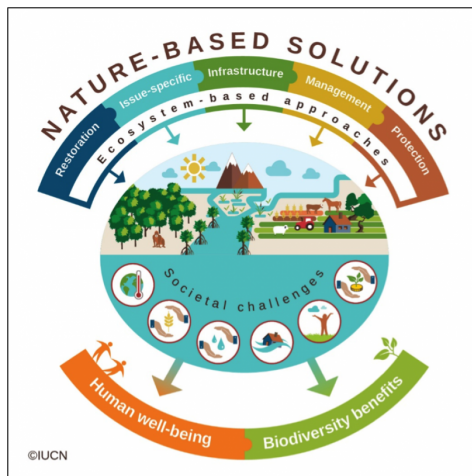 NATURE-BASED SOLUTIONS
Restoration
Issue-specific
Infrastructure
Management
Protection
Ecosystem-based approaches
Societal challenges
Human well-being
Biodiversity benefits
©IUCN